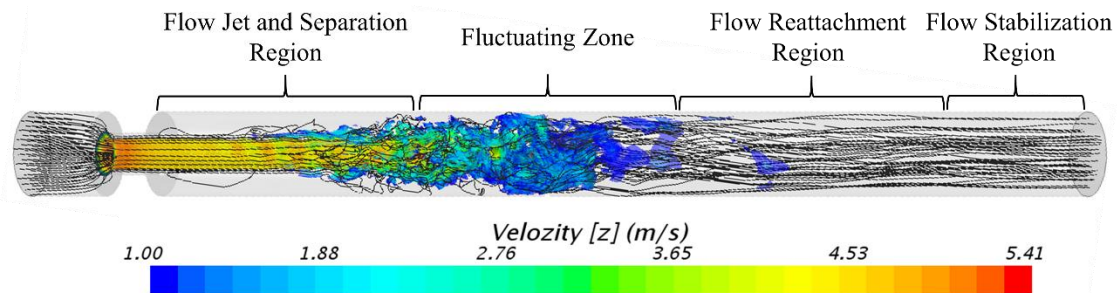 Flow Jet and Separation
Region
Fluctuating Zone
Flow Reattachment
Region
Flow Stabilization
Region
Velozity [z] (m/s)
1.00 1.88 2.76 3.65 4.53 5.41